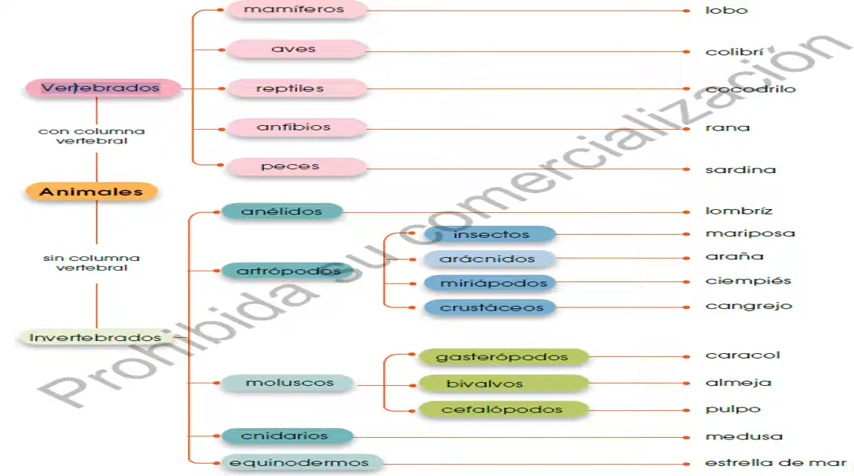 mamíferos
lobo
aves
colibrí
Vertebrados
reptiles
cocodrilo
con columna
vertebral
anfibios
rana
peces
sardina
Animales
anélidos
lombríz
sin columna
vertebral
artrópodos
insectos
mariposa
arácnidos
araña
miriápodos
ciempiés
crustáceos
cangrejo
Invertebrados
moluscos
gasterópodos
caracol
bivalvos
almeja
cefalópodos
pulpo
cnidarios
medusa
equinodermos
estrella de mar
Prohibida su comercialización